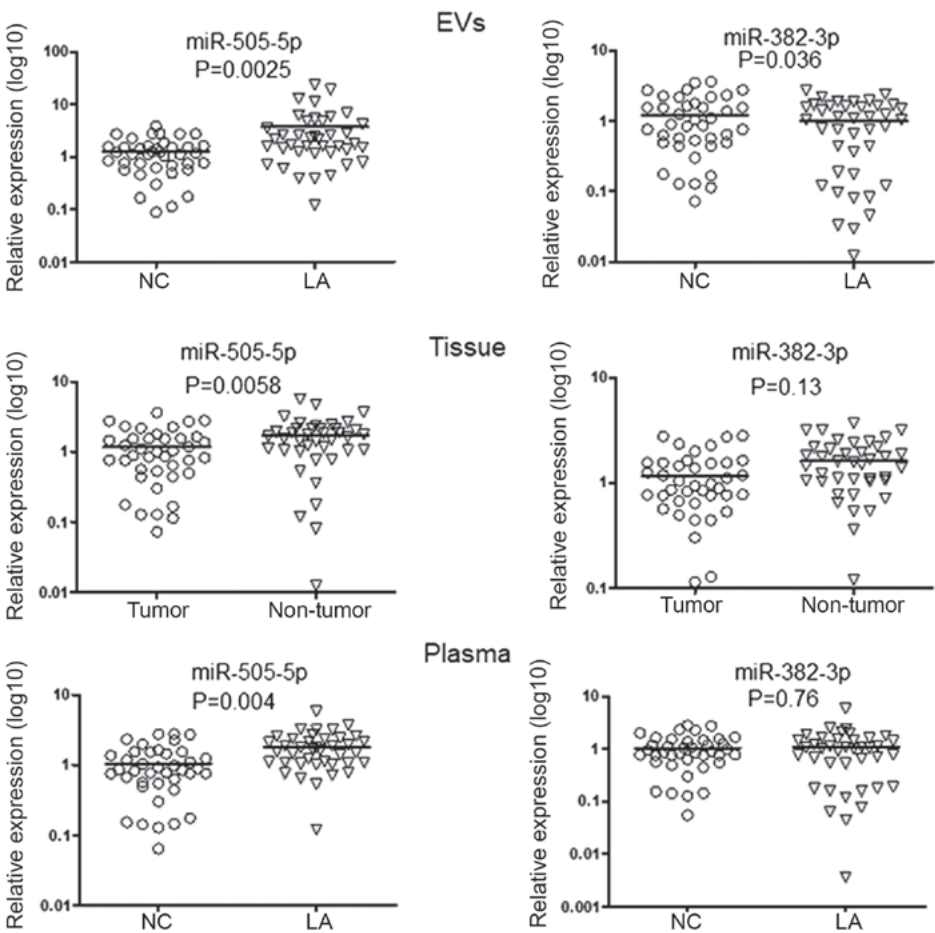 EVs
miR-505-5p
P=0.0025
Relative expression (log10)
100
10
1
0.1
0.01
NC LA
miR-382-3p
P=0.036
Relative expression (log10)
10
1
0.1
0.01
NC LA
Tissue
miR-505-5p
P=0.0058
Relative expression (log10)
10
1
0.1
0.01
Tumor Non-tumor
miR-382-3p
P=0.13
Relative expression (log10)
10
1
0.1
Tumor Non-tumor
Plasma
miR-505-5p
P=0.004
Relative expression (log10)
10
1
0.1
0.01
NC LA
miR-382-3p
P=0.76
Relative expression (log10)
10
1
0.1
0.01
0.001
NC LA